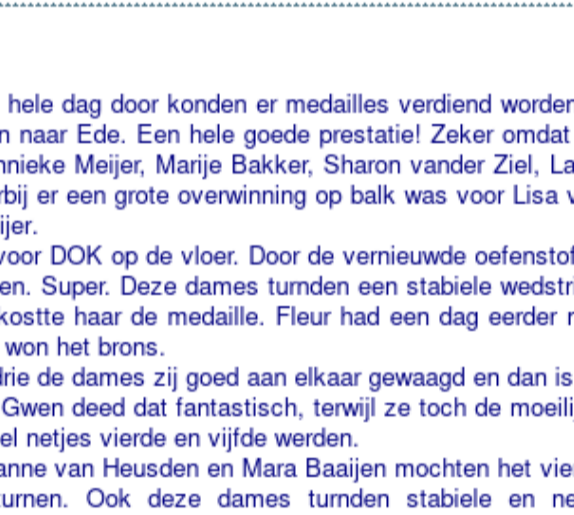 hele dag door konden er medailles verdiend worden
n naar Ede. Een hele goede prestatie! Zeker omdat
nnieke Meijer, Marije Bakker, Sharon vander Ziel, La
rbij er een grote overwinning op balk was voor Lisa v
ijer.
voor DOK op de vloer. Door de vernieuwde oefenstof
en. Super. Deze dames turnden een stabiele wedstri
kostte haar de medaille. Fleur had een dag eerder r
won het brons.
drie de dames zij goed aan elkaar gewaagd en dan is
Gwen deed dat fantastisch, terwijl ze toch de moeilij
el netjes vierde en vijfde werden.
anne van Heusden en Mara Baaijen mochten het vier
turnen. Ook deze dames turnden stabiele en ne